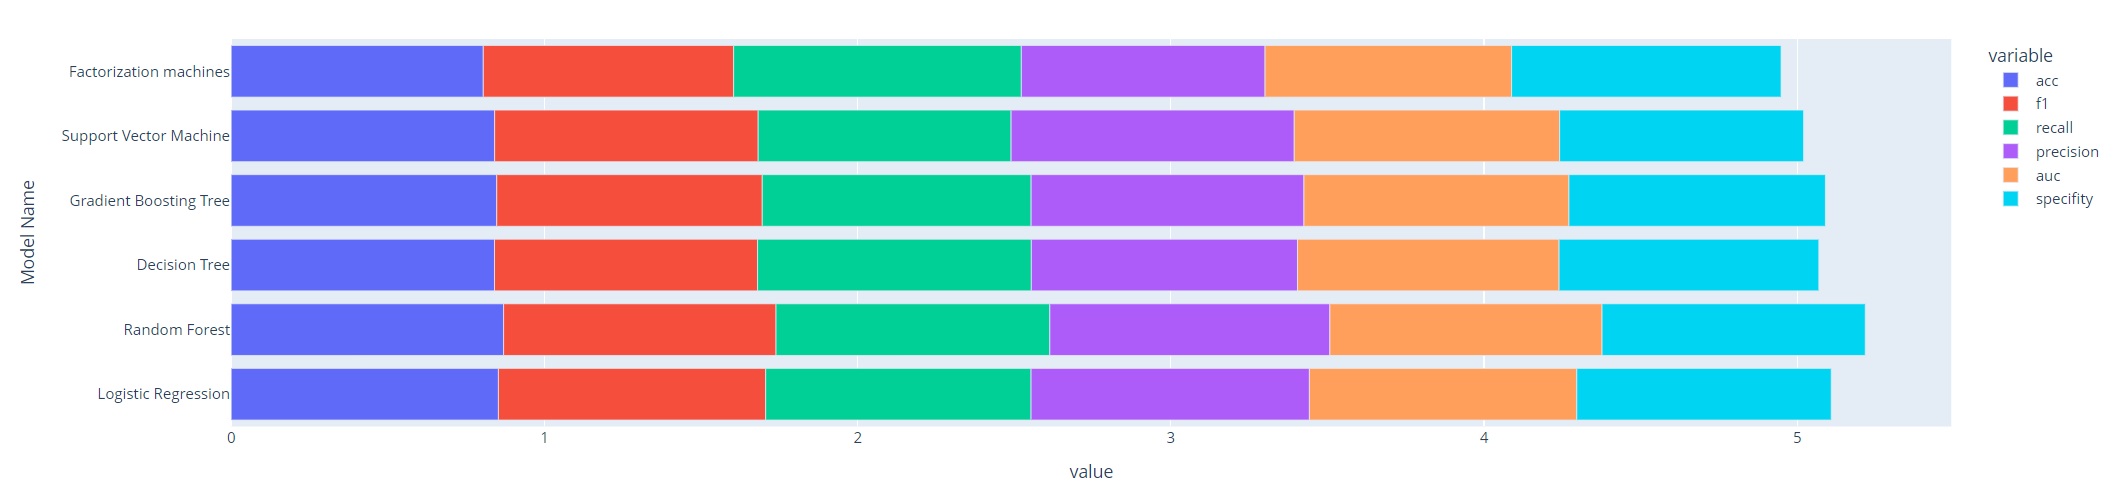 Factorization machines
Support Vector Machine
Gradient Boosting Tree
Decision Tree
Random Forest
Logistic Regression
Model Name
0 1 2 3 4 5
value
variable
acc
f1
recall
precision
auc
specifity